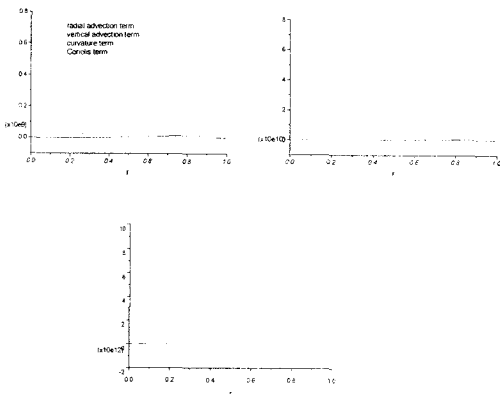 0.8
radial advection term
vertical advection term
curvature term
Coriolis term
0.6
0.4
0.2
(x10e9)
0.0
0.0 0.2 0.4 0.6 0.8 1.0
r
8
6
4
2
(x10e10)
0.0 0.2 0.4 0.6 0.8 1.0
r
10
8
6
4
2
(x10e12)
-2
0.0 0.2 0.4 0.6 0.8 1.0